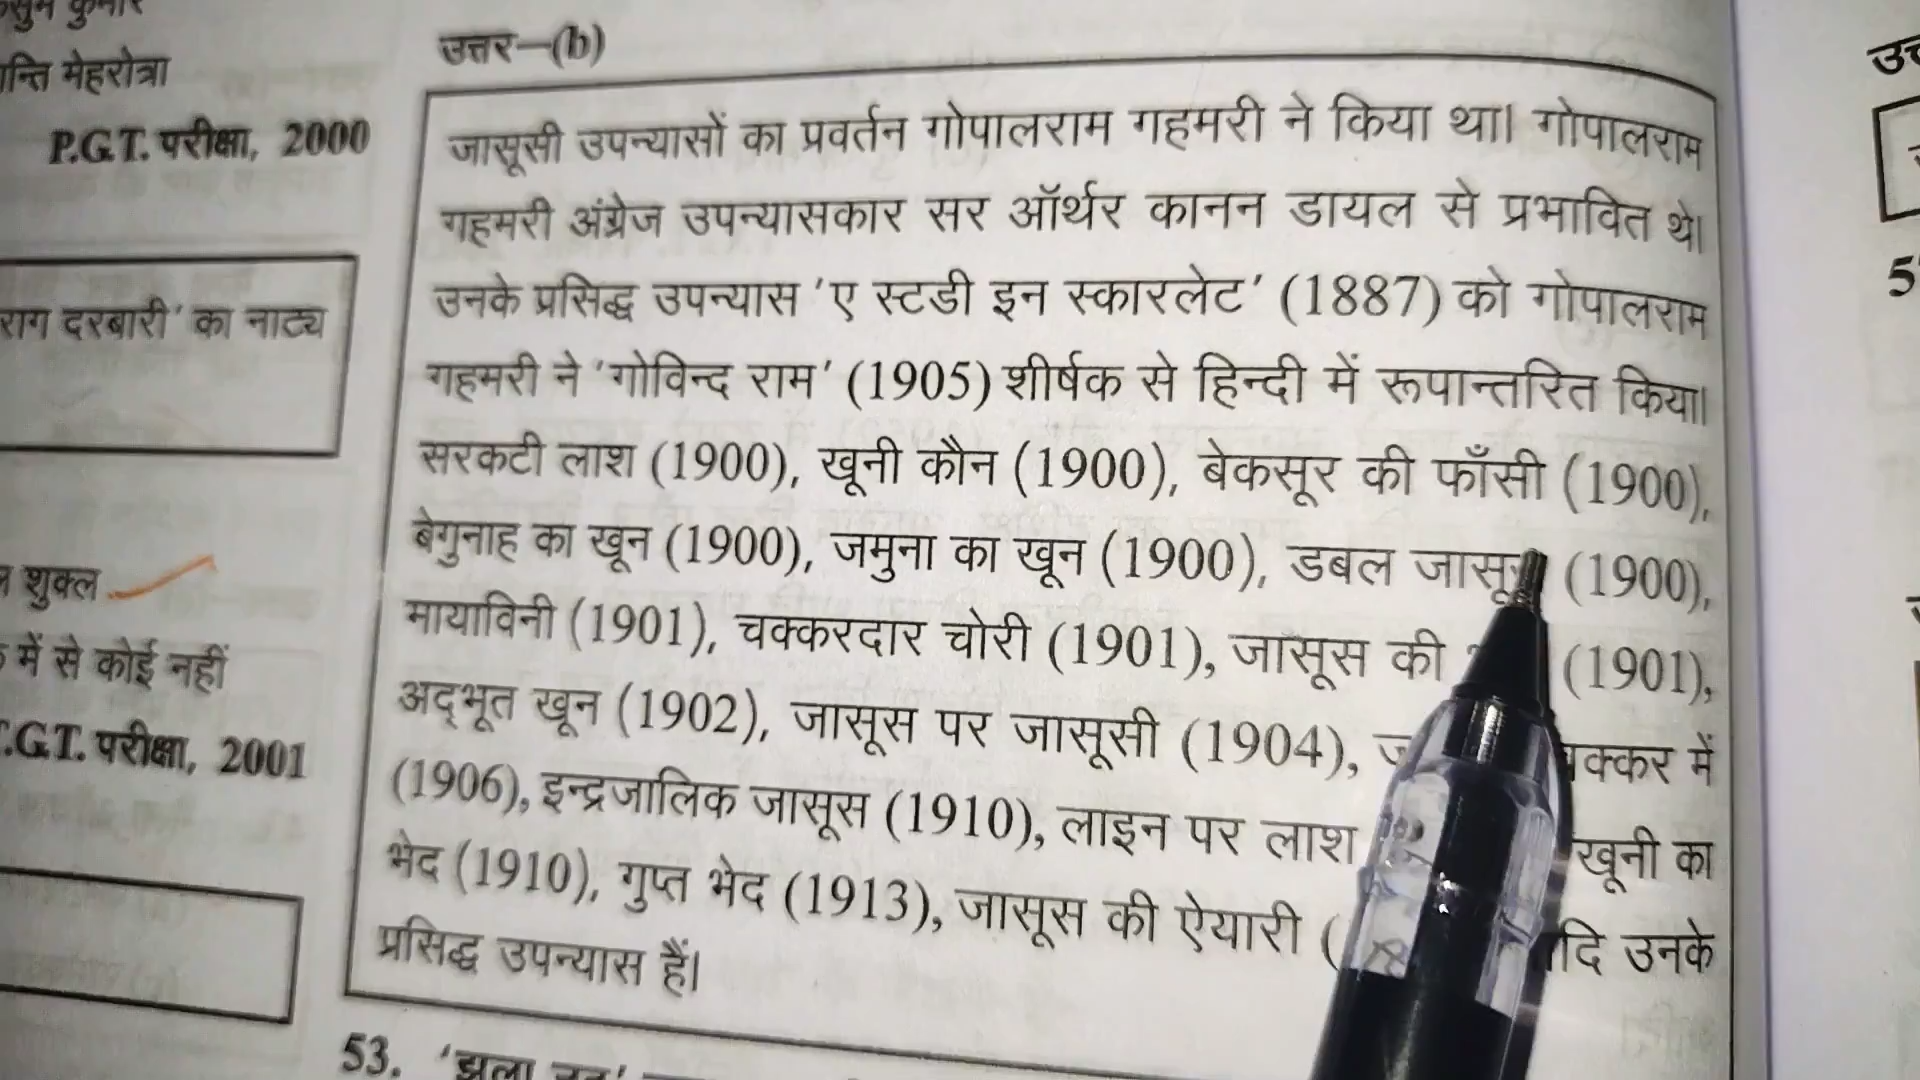 कुमार
न्ति मेहरोत्रा
P.G.T. परीक्षा, 2000
राग दरबारी' का नाट्य
शुक्ल
में से कोई नहीं
.G.T. परीक्षा, 2001
उत्तर—(b)
जासूसी उपन्यासों का प्रवर्तन गोपालराम गहमरी ने किया था। गोपालराम
गहमरी अंग्रेज उपन्यासकार सर ऑर्थर कानन डायल से प्रभावित थे।
उनके प्रसिद्ध उपन्यास 'ए स्टडी इन स्कारलेट' (1887) को गोपालराम
गहमरी ने 'गोविन्द राम' (1905) शीर्षक से हिन्दी में रूपान्तरित किया।
सरकटी लाश (1900), खूनी कौन (1900), बेकसूर की फाँसी (1900),
बेगुनाह का खून (1900), जमुना का खून (1900), डबल जासूस (1900),
मायाविनी (1901), चक्करदार चोरी (1901), जासूस की (1901),
अद्भूत खून (1902), जासूस पर जासूसी (1904), चक्कर में
(1906), इन्द्रजालिक जासूस (1910), लाइन पर लाश खूनी का
भेद (1910), गुप्त भेद (1913), जासूस की ऐयारी ( उनके
प्रसिद्ध उपन्यास हैं।
53.